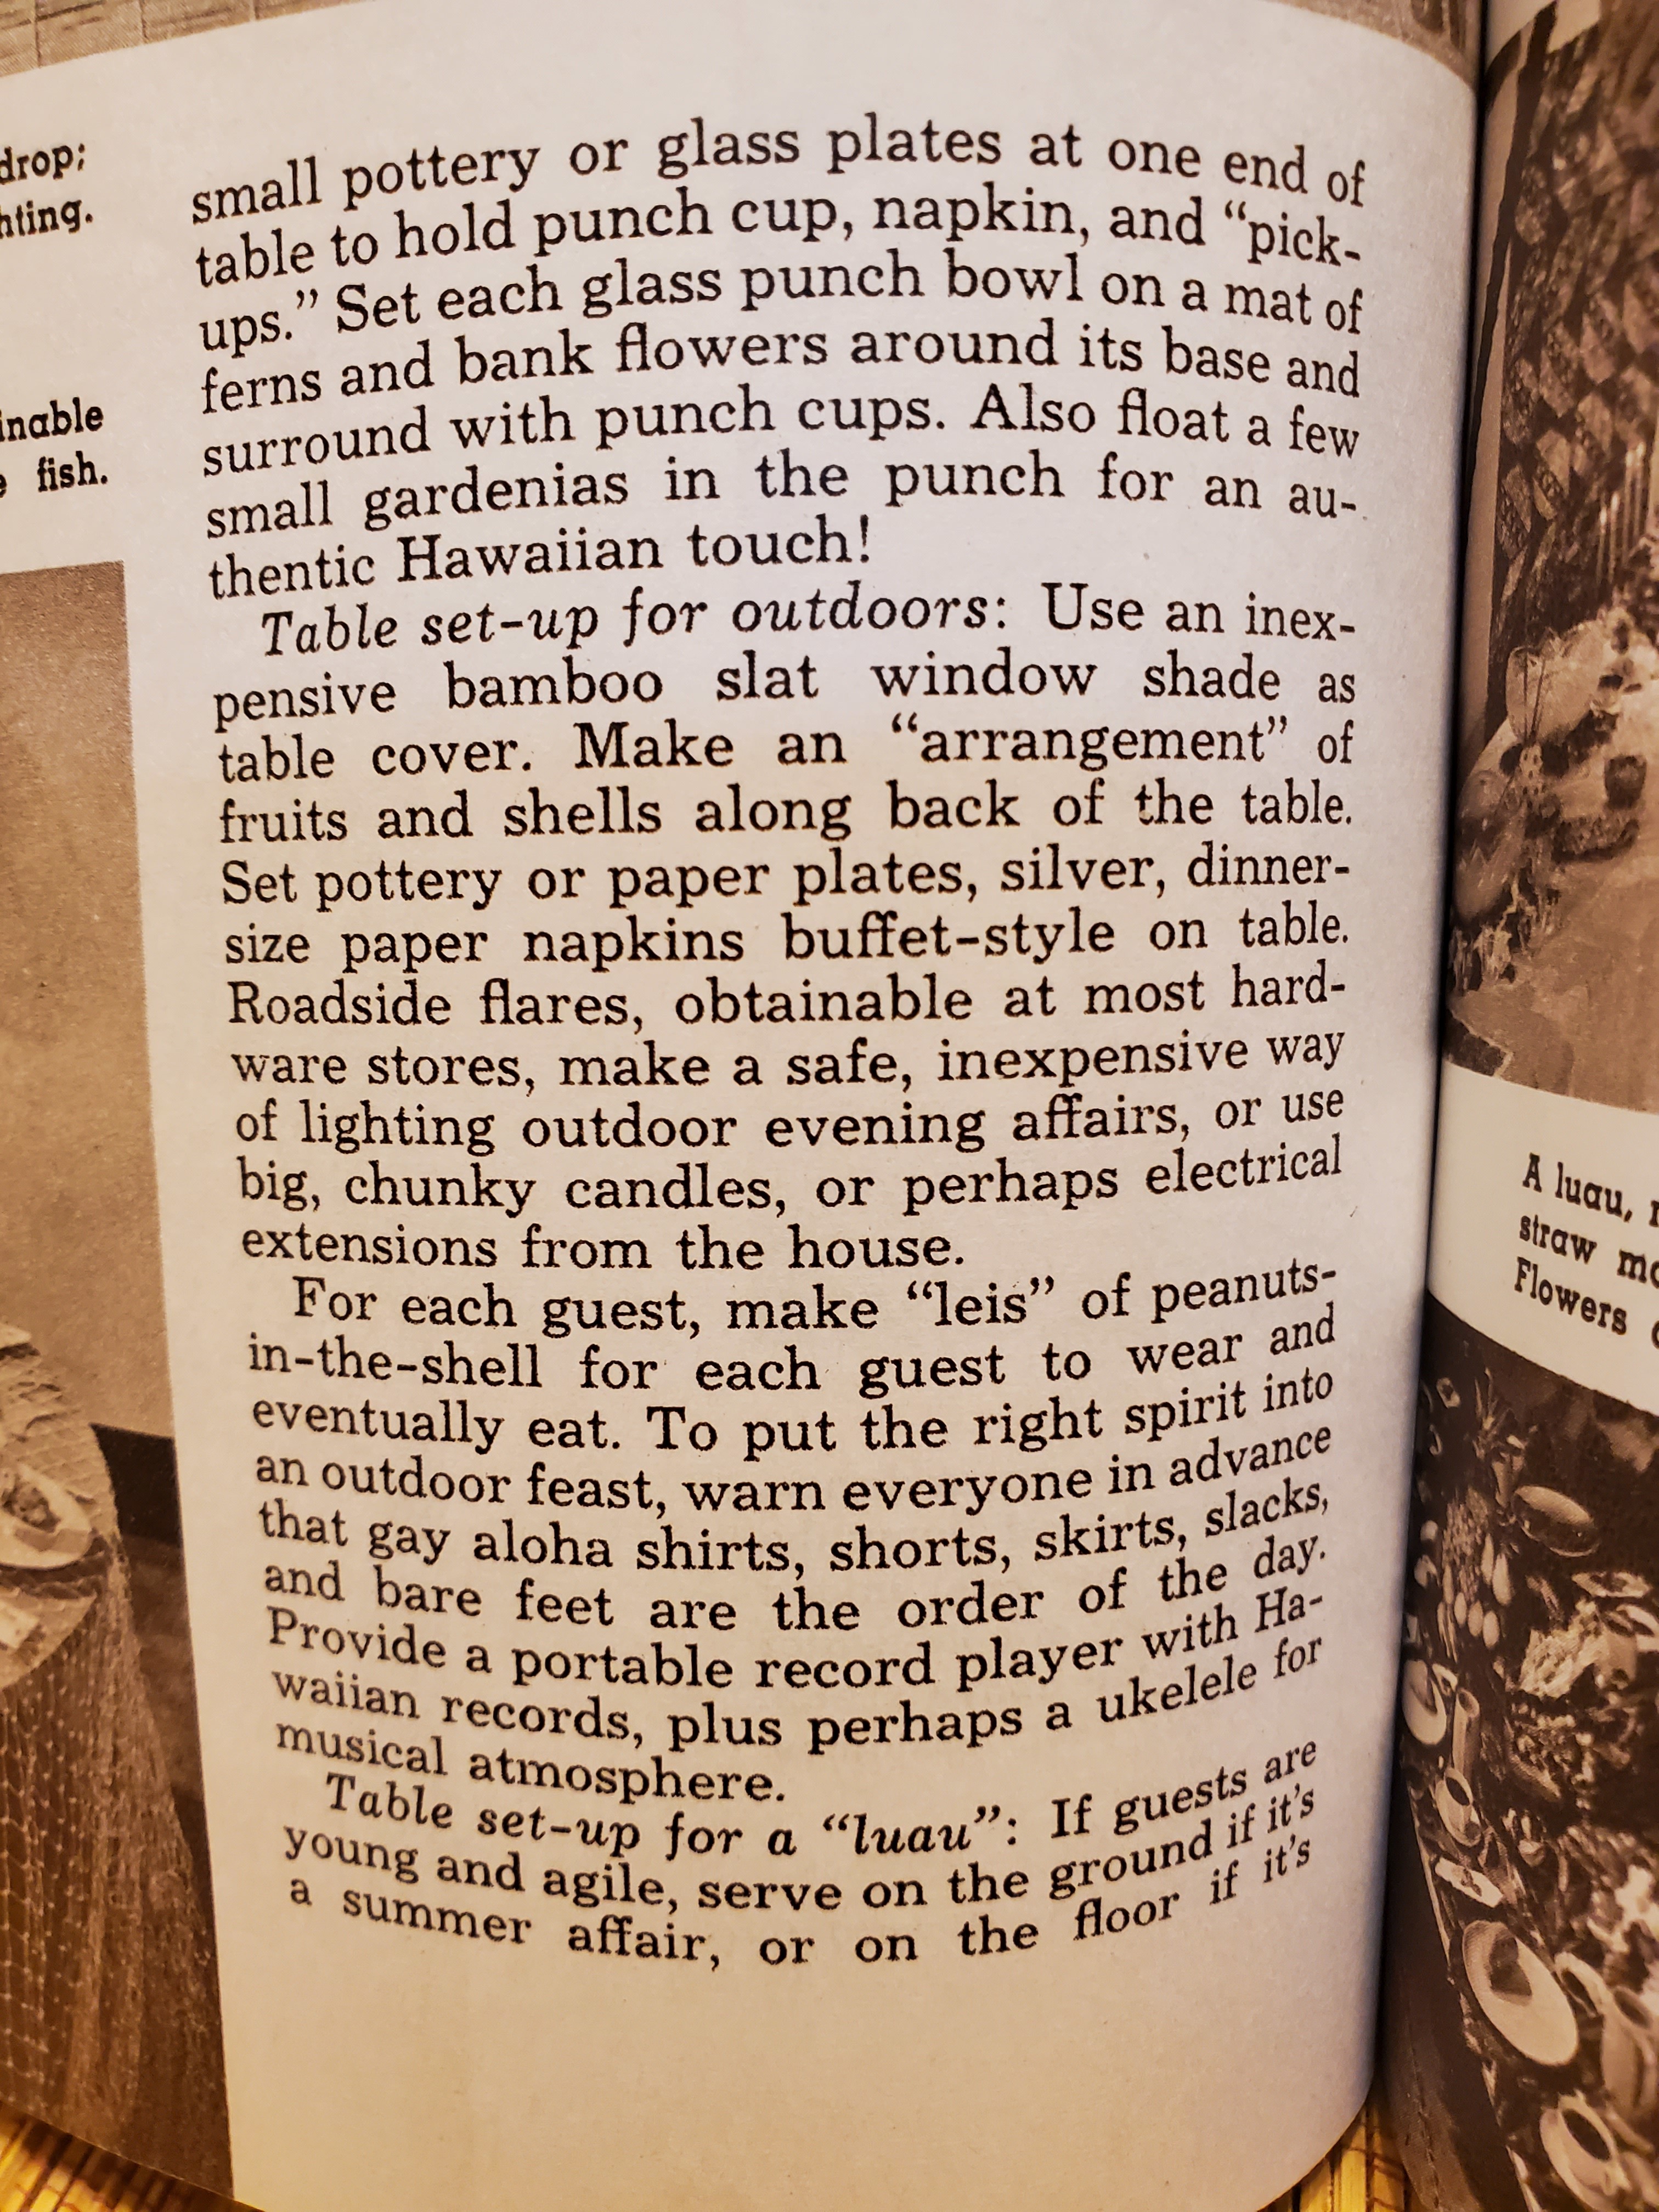 drop;
inable
fish.
small pottery or glass plates at one end of
table to hold punch cup, napkin, and “pick-
ups.” Set each glass punch bowl on a mat of
ferns and bank flowers around its base and
surround with punch cups. Also float a few
small gardenias in the punch for an au-
thentic Hawaiian touch!
Table set-up for outdoors: Use an inex-
pensive bamboo slat window shade as
table cover. Make an “arrangement” of
fruits and shells along back of the table.
Set pottery or paper plates, silver, dinner-
size paper napkins buffet-style on table.
Roadside flares, obtainable at most hard-
ware stores, make a safe, inexpensive way
of lighting outdoor evening affairs, or use
big, chunky candles, or perhaps electrical
extensions from the house.
For each guest, make “leis” of peanuts-
in-the-shell for each guest to wear and
eventually eat. To put the right spirit into
an outdoor feast, warn everyone in advance
that gay aloha shirts, shorts, skirts, slacks,
and bare feet are the order of the day.
Provide a portable record player with Ha-
waiian records, plus perhaps a ukelele for
musical atmosphere.
Table set-up for a “luau”: If guests are
young and agile, serve on the ground if it's
a summer affair, or on the floor if it's
A luau,
straw
Flowers